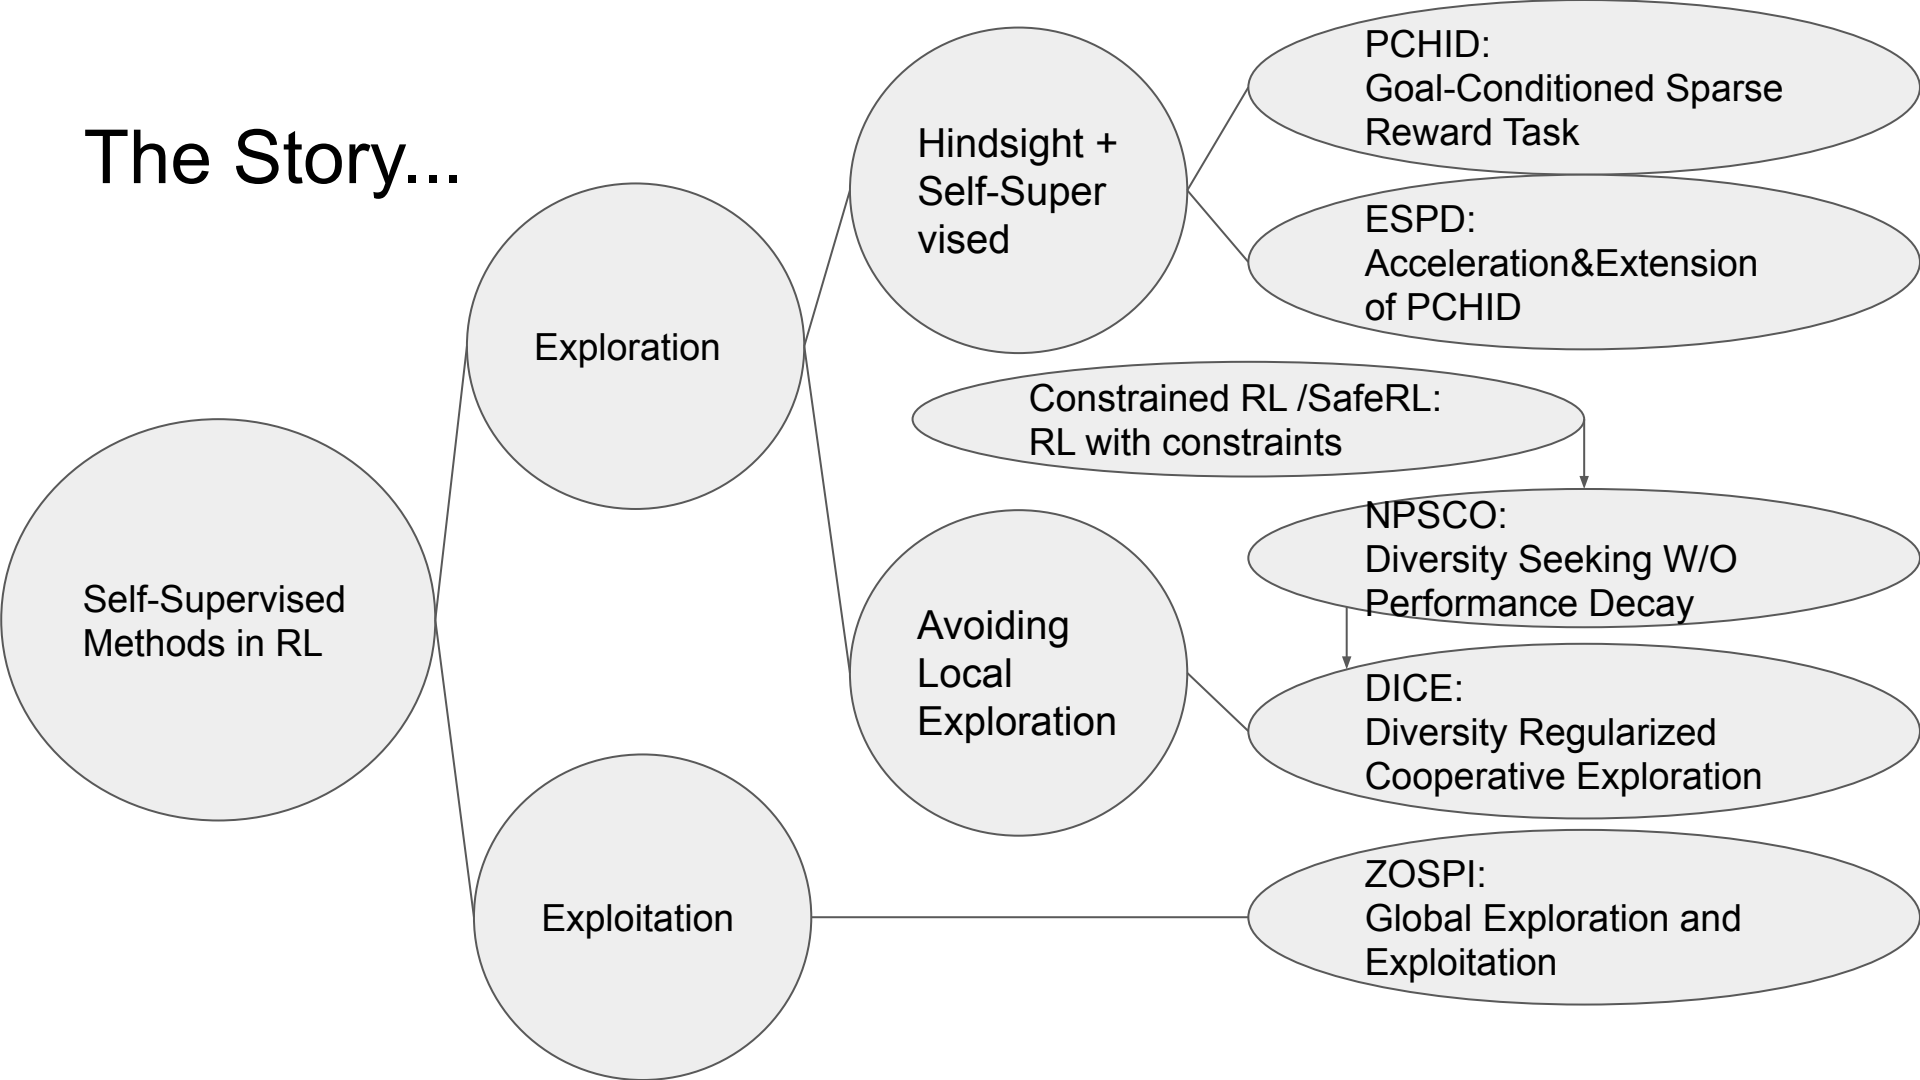 The Story...
Self-Supervised
Methods in RL
Exploration
Exploitation
Hindsight +
Self-Super
vised
Avoiding
Local
Exploration
PCHID:
Goal-Conditioned Sparse
Reward Task
ESPD:
Acceleration&Extension
of PCHID
Constrained RL /SafeRL:
RL with constraints
NPSCO:
Diversity Seeking W/O
Performance Decay
DICE:
Diversity Regularized
Cooperative Exploration
ZOSPI:
Global Exploration and
Exploitation